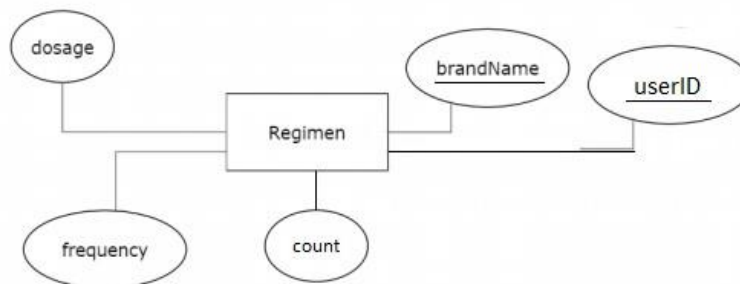 dosage
brandName
userID
Regimen
frequency
count